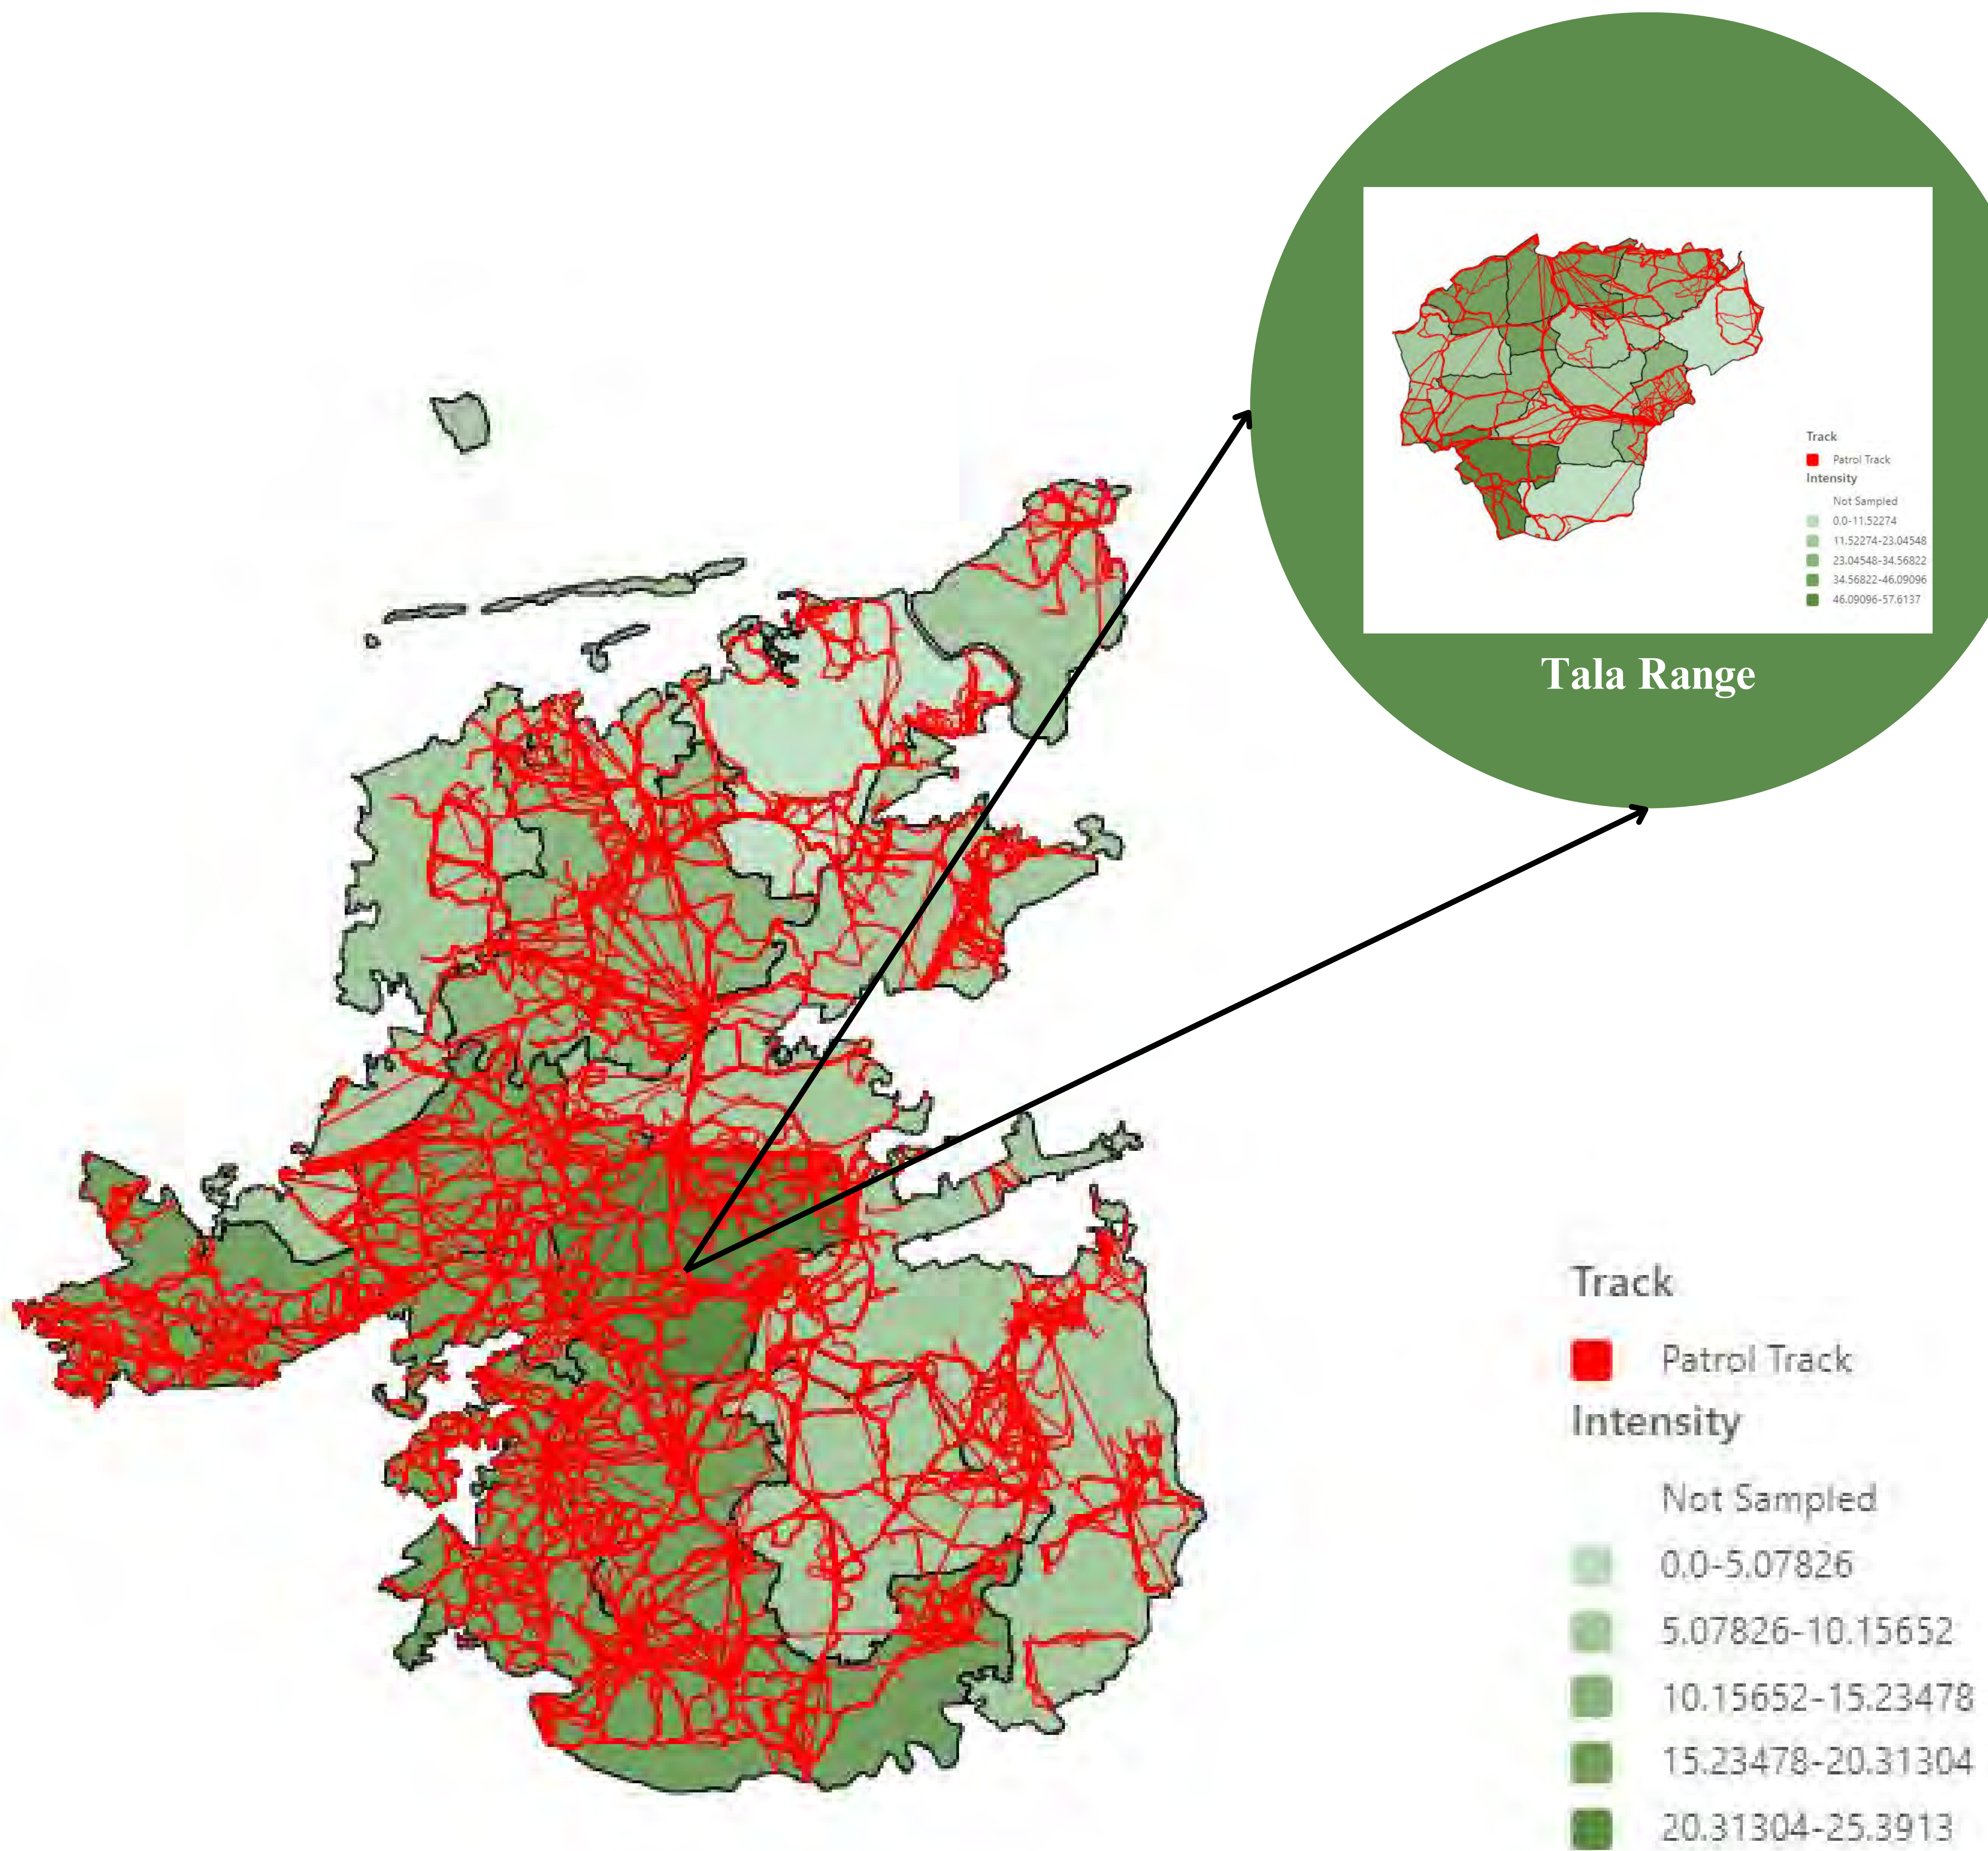 Track
Patrol Track
Intensity
Not Sampled
0.0-11.52274
11.52274-23.04548
23.04548-34.56822
34.56822-46.09096
46.09096-57.6137
Tala Range
Track
Patrol Track
Intensity
Not Sampled
0.0-5.07826
5.07826-10.15652
10.15652-15.23478
15.23478-20.31304
20.31304-25.3913